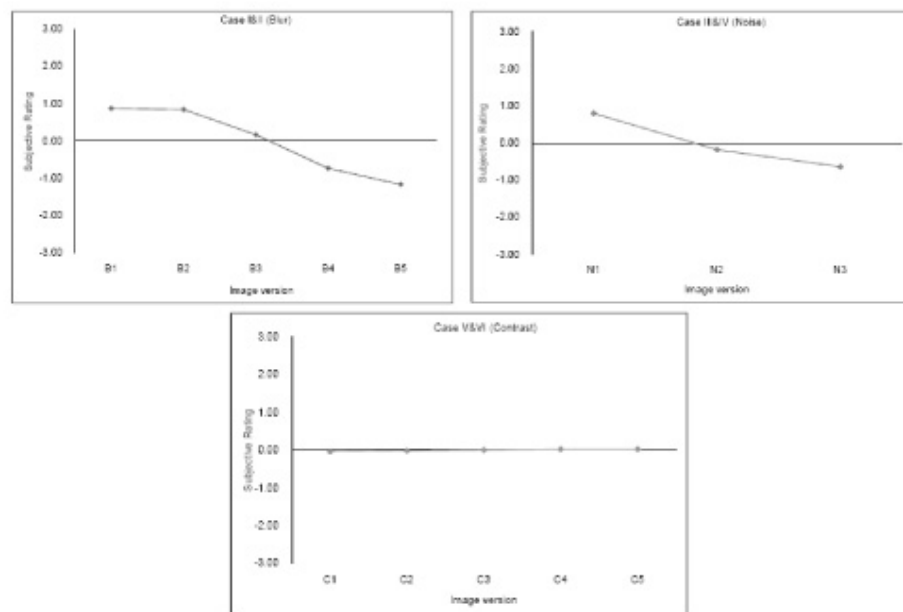 Case I&II (Blur)
3.00
2.00
1.00
0.00
-1.00
-2.00
-3.00
Subjective Rating
B1 B2 B3 B4 B5
Image version
Case III&IV (Noise)
3.00
2.00
1.00
0.00
-1.00
-2.00
-3.00
Subjective Rating
N1 N2 N3
Image version
Case V&VI (Contrast)
3.00
2.00
1.00
0.00
-1.00
-2.00
-3.00
Subjective Rating
C1 C2 C3 C4 C5
Image version